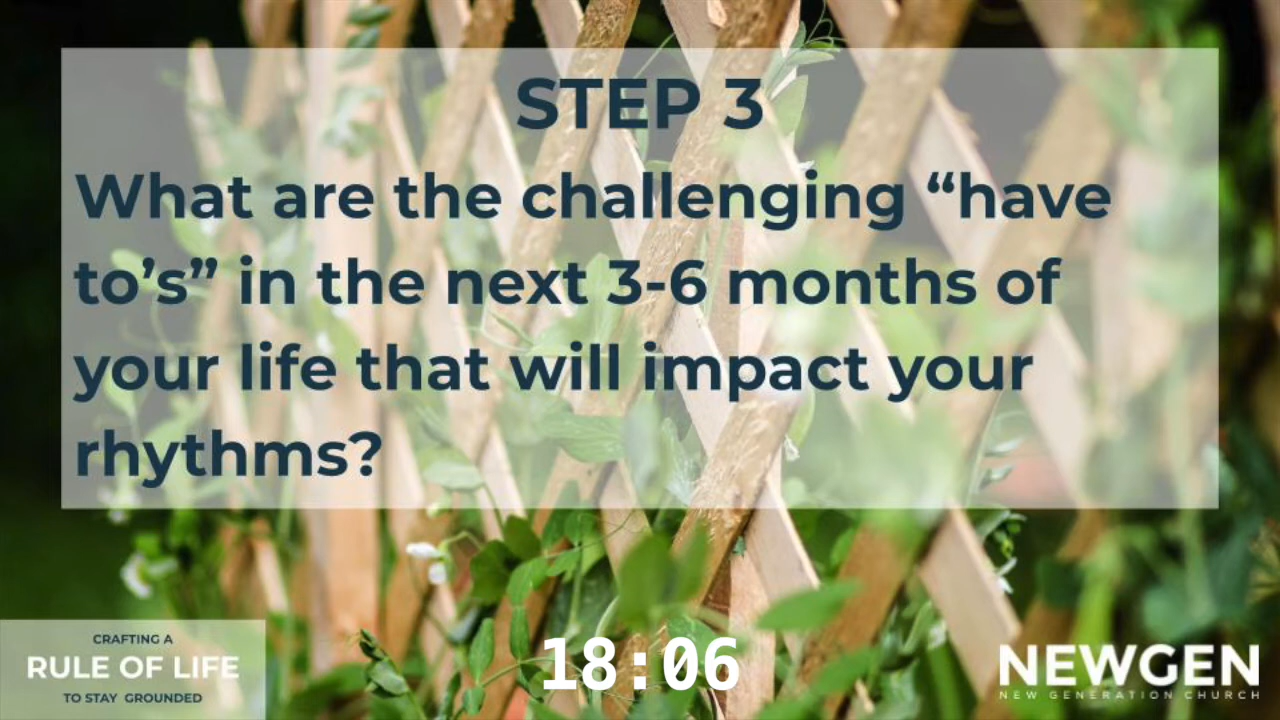 STEP 3
What are the challenging “have
to’s” in the next 3-6 months of
your life that will impact your
rhythms?
CRAFTING A
RULE OF LIFE
TO STAY GROUNDED
18:06
NEWGEN
NEW GENERATION CHURCH